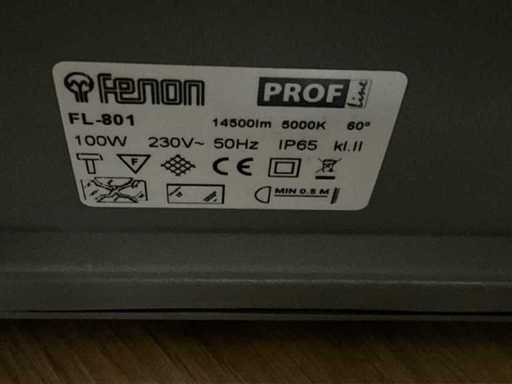 Fenon PROF Line
FL-801 14500lm 5000K 60°
100W 230V~ 50Hz IP65 kl.II
F CE
MIN 0.5 M